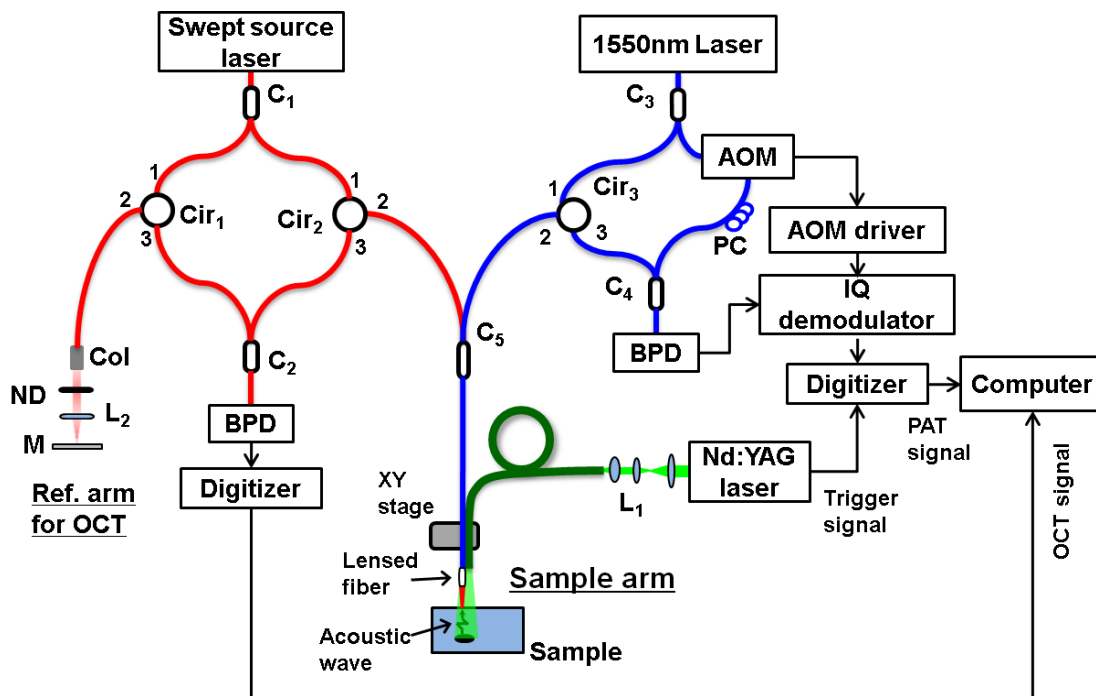 Swept source
laser
1550nm Laser
C1
C3
AOM
1
1
1
2
Cir1
Cir2
2
Cir3
3
3
2
3
PC
AOM driver
C4
IQ
demodulator
Col
C2
C5
BPD
ND
L2
Digitizer
Computer
M
BPD
PAT
signal
Ref. arm
for OCT
Digitizer
XY
stage
L1
Nd:YAG
laser
Trigger
signal
OCT signal
Lensed
fiber
Sample arm
Acoustic
wave
Sample